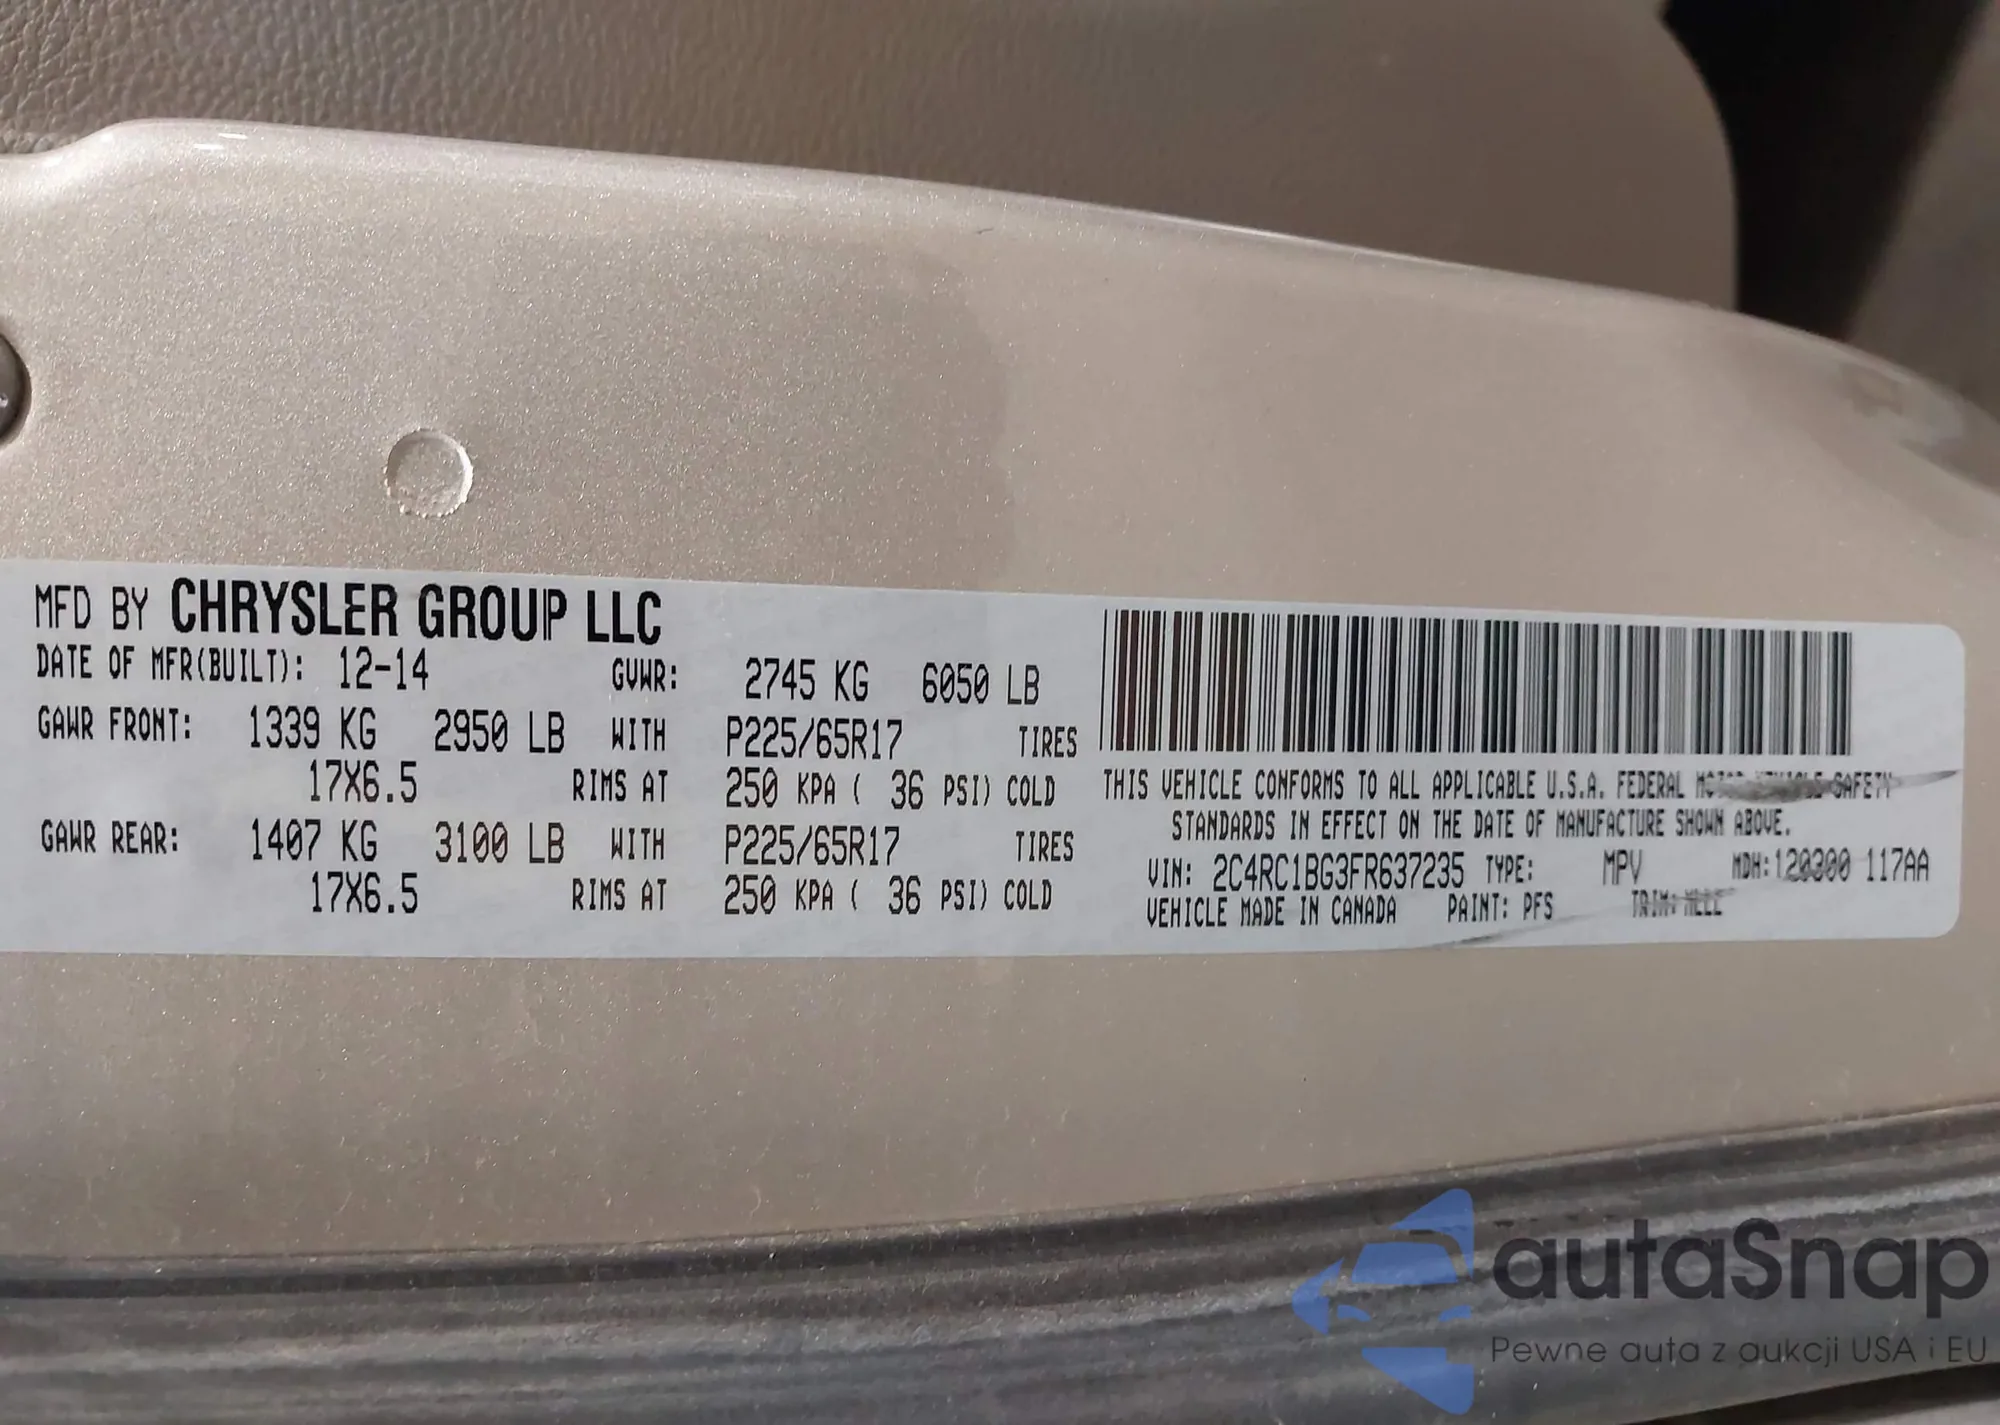 MFD BY CHRYSLER GROUP LLC
DATE OF MFR(BUILT): 12-14 GVWR: 2745 KG 6050 LB
GAWR FRONT: 1339 KG 2950 LB WITH P225/65R17 TIRES
17X6.5 RIMS AT 250 KPA ( 36 PSI) COLD
GAWR REAR: 1407 KG 3100 LB WITH P225/65R17 TIRES
17X6.5 RIMS AT 250 KPA ( 36 PSI) COLD
THIS VEHICLE CONFORMS TO ALL APPLICABLE U.S.A. FEDERAL MOTOR VEHICLE SAFETY
STANDARDS IN EFFECT ON THE DATE OF MANUFACTURE SHOWN ABOVE.
VIN: 2C4RC1BG3FR637235 TYPE: MPV MDH: 120300 117AA
VEHICLE MADE IN CANADA PAINT: PFS TRIM:
autaSnap
Pewne auta z aukcji USA i EU